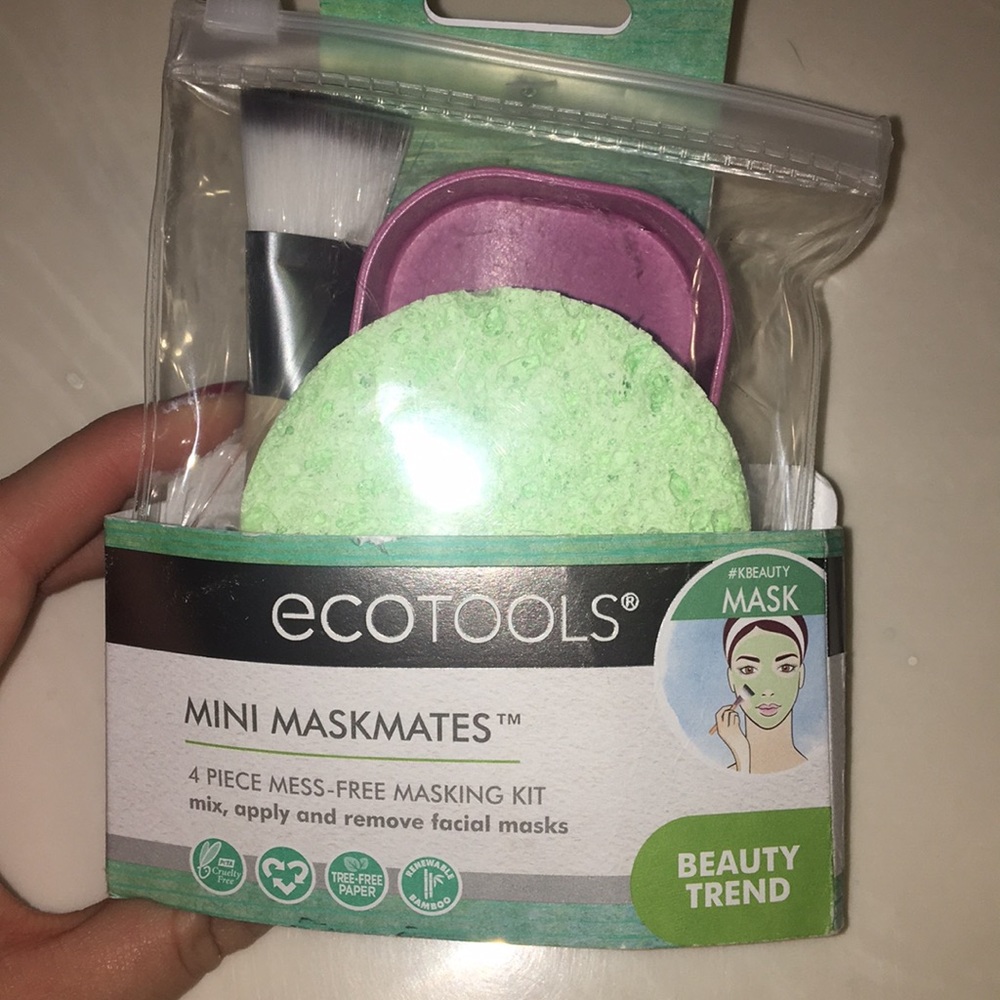 ecoTOOLS®
#KBEAUTY
MASK
MINI MASKMATES™
4 PIECE MESS-FREE MASKING KIT
mix, apply and remove facial masks
PETA
Cruelty
Free
TREE-FREE
PAPER
RENEWABLE
BAMBOO
BEAUTY
TREND